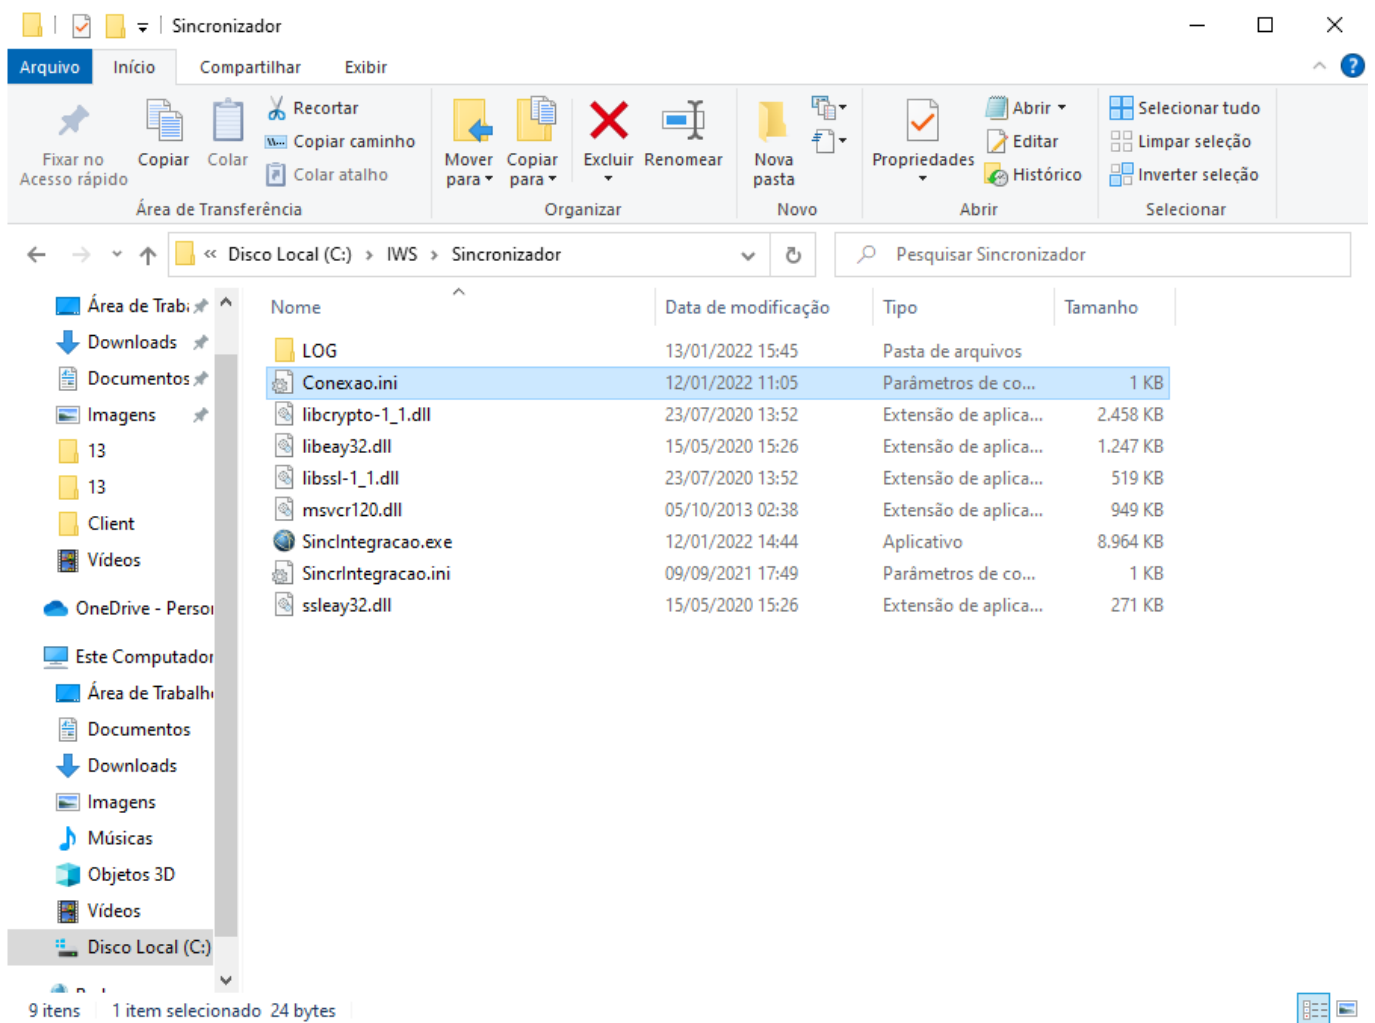 Sincronizador
Arquivo Início Compartilhar Exibir
Fixar no Acesso rápido
Copiar
Colar
Recortar
Copiar caminho
Colar atalho
Área de Transferência
Mover para
Copiar para
Excluir
Renomear
Organizar
Nova pasta
Novo
Propriedades
Abrir
Editar
Histórico
Abrir
Selecionar tudo
Limpar seleção
Inverter seleção
Selecionar
« Disco Local (C:) › IWS › Sincronizador
Pesquisar Sincronizador
Área de Traba
Downloads
Documentos
Imagens
13
13
Client
Vídeos
OneDrive - Person
Este Computador
Área de Trabalho
Documentos
Downloads
Imagens
Músicas
Objetos 3D
Vídeos
Disco Local (C:)
Nome Data de modificação Tipo Tamanho
LOG 13/01/2022 15:45 Pasta de arquivos
Conexao.ini 12/01/2022 11:05 Parâmetros de co... 1 KB
libcrypto-1_1.dll 23/07/2020 13:52 Extensão de aplica... 2.458 KB
libeay32.dll 15/05/2020 15:26 Extensão de aplica... 1.247 KB
libssl-1_1.dll 23/07/2020 13:52 Extensão de aplica... 519 KB
msvcr120.dll 05/10/2013 02:38 Extensão de aplica... 949 KB
SincIntegracao.exe 12/01/2022 14:44 Aplicativo 8.964 KB
SincrIntegracao.ini 09/09/2021 17:49 Parâmetros de co... 1 KB
ssleay32.dll 15/05/2020 15:26 Extensão de aplica... 271 KB
9 itens 1 item selecionado 24 bytes